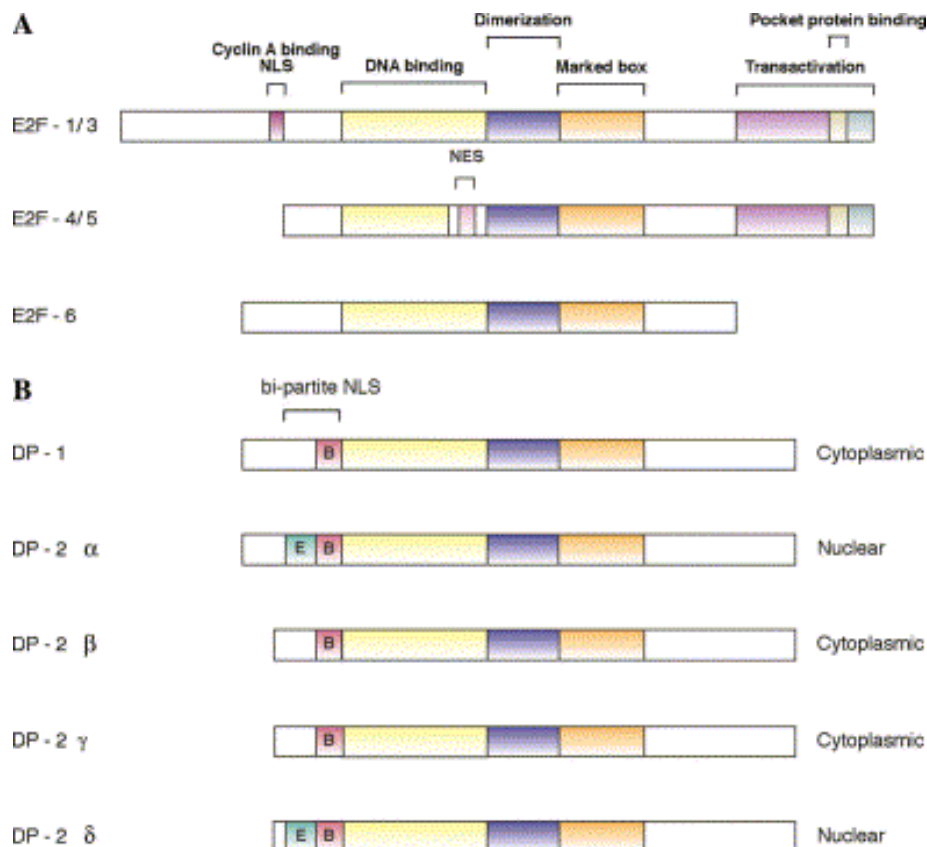 A
Dimerization
Pocket protein binding
Cyclin A binding
NLS
DNA binding
Marked box
Transactivation
E2F - 1/3
NES
E2F - 4/5
E2F - 6
B
bi-partite NLS
DP - 1
B
Cytoplasmic
DP - 2 α
E B
Nuclear
DP - 2 β
B
Cytoplasmic
DP - 2 γ
B
Cytoplasmic
DP - 2 δ
E B
Nuclear